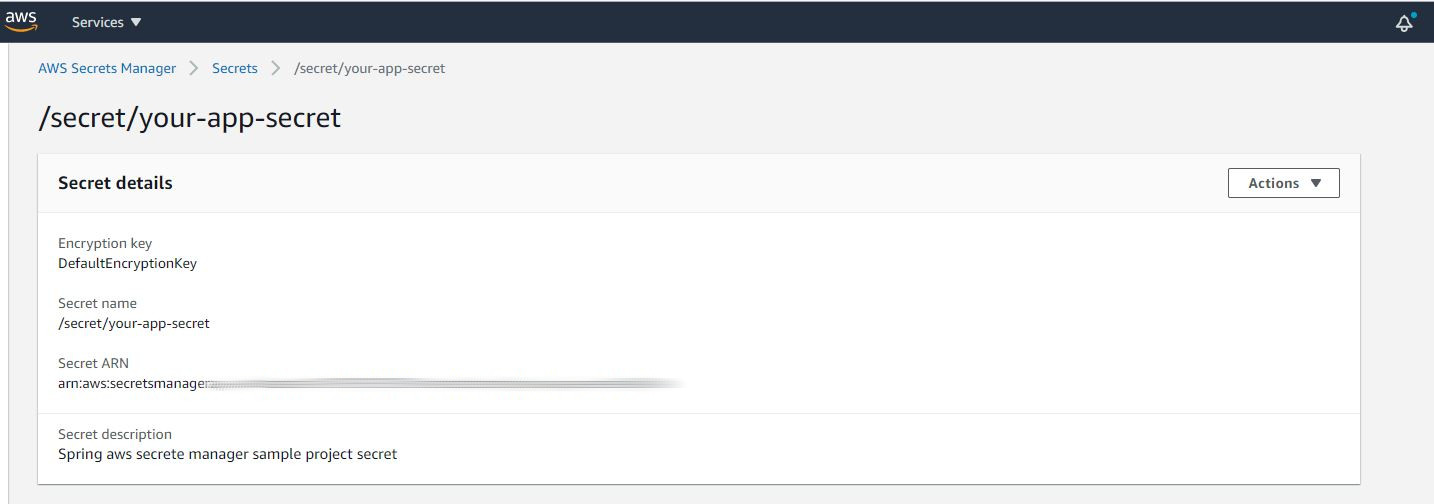 aws Services
AWS Secrets Manager Secrets /secret/your-app-secret
/secret/your-app-secret
Secret details Actions
Encryption key
DefaultEncryptionKey
Secret name
/secret/your-app-secret
Secret ARN
arn:aws:secretsmanager
Secret description
Spring aws secrete manager sample project secret